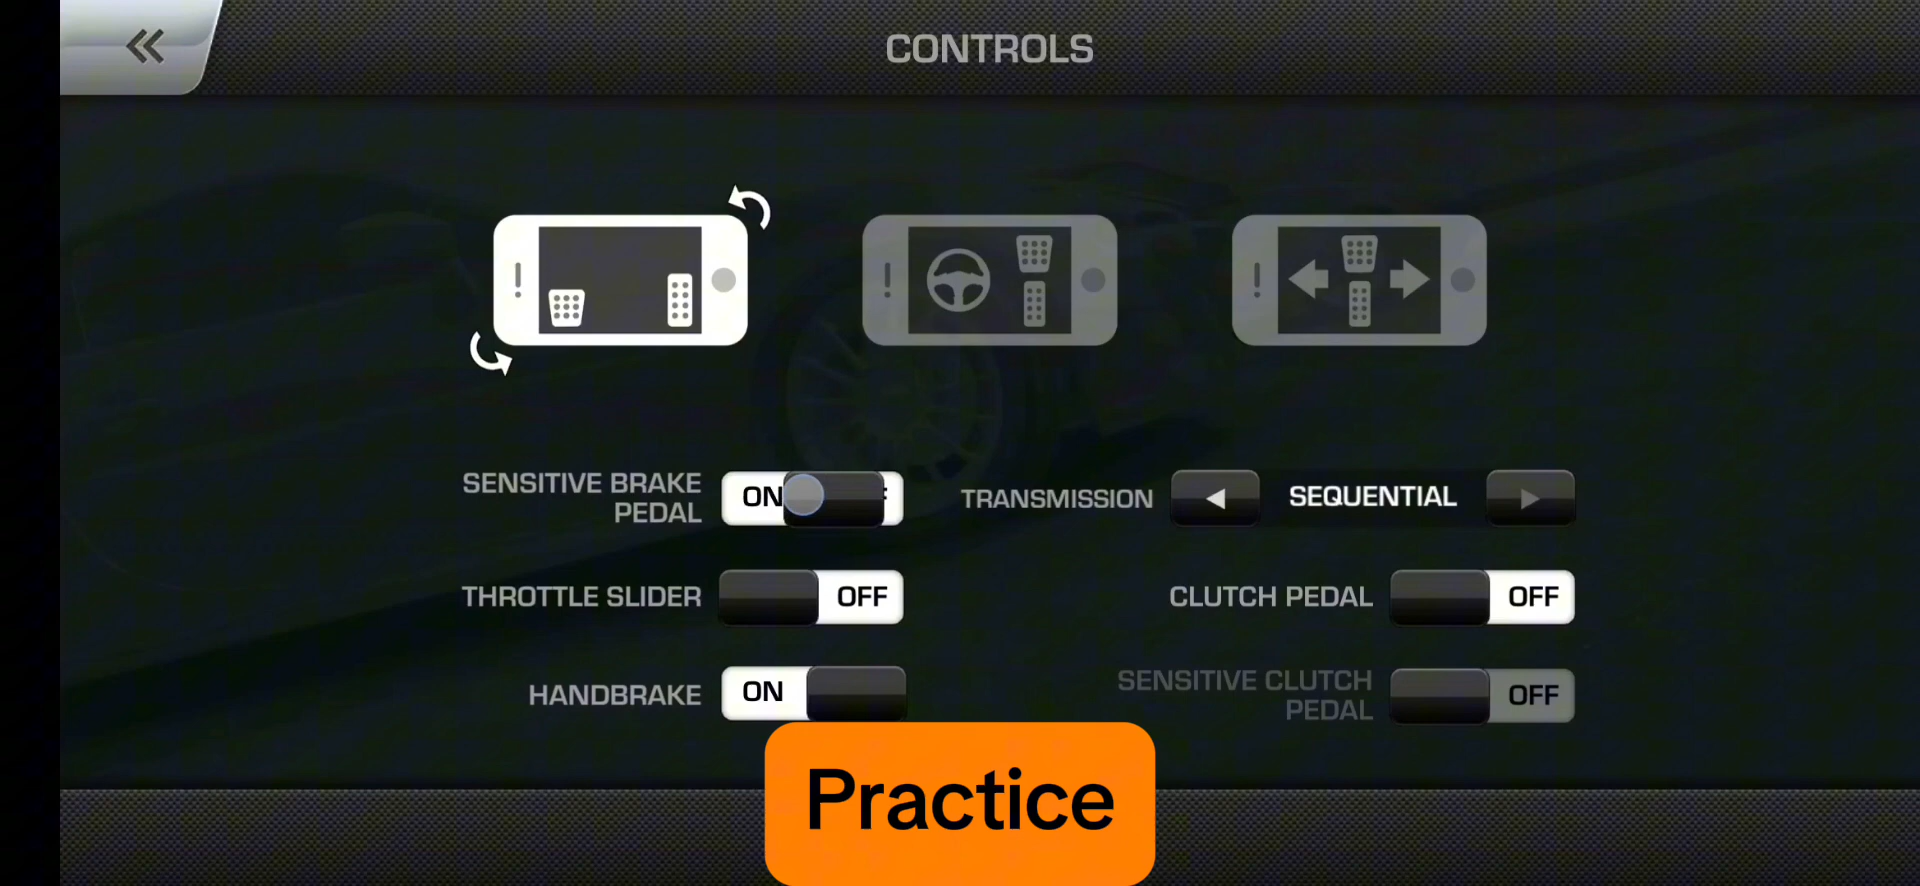 CONTROLS
SENSITIVE BRAKE
PEDAL
ON
TRANSMISSION
SEQUENTIAL
THROTTLE SLIDER
OFF
CLUTCH PEDAL
OFF
HANDBRAKE
ON
SENSITIVE CLUTCH
PEDAL
OFF
Practice